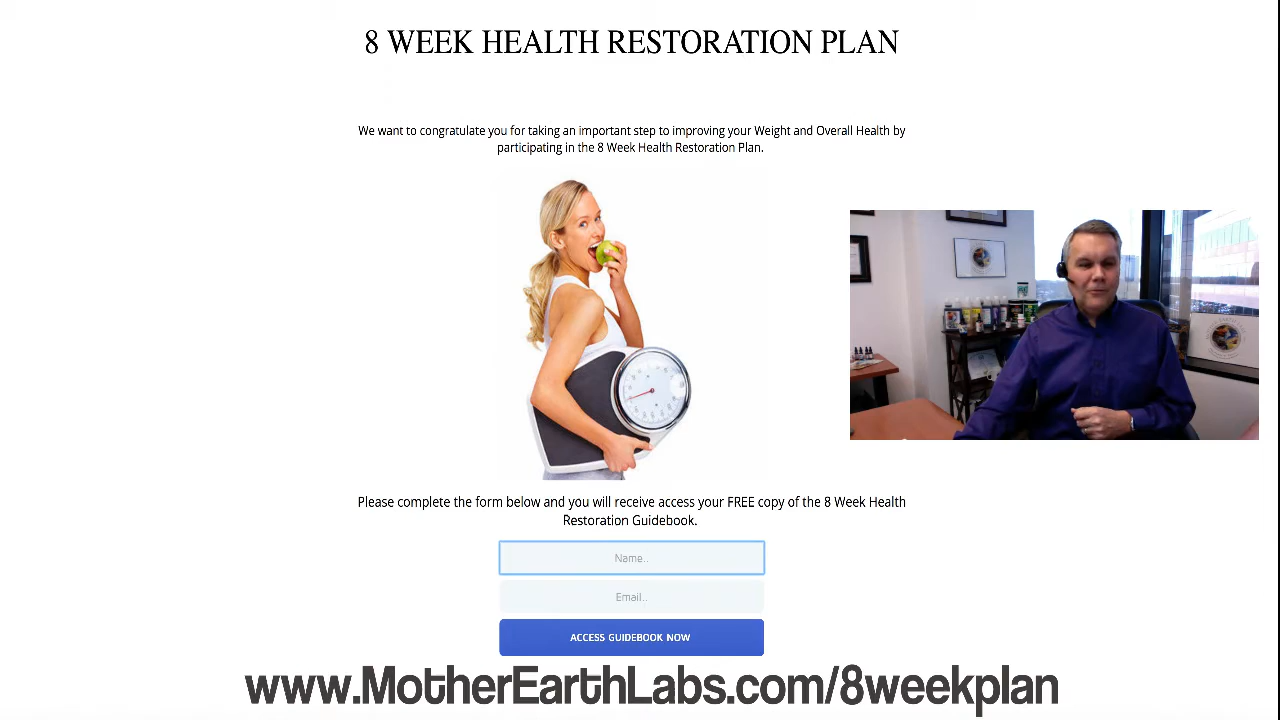 8 WEEK HEALTH RESTORATION PLAN
We want to congratulate you for taking an important step to improving your Weight and Overall Health by
participating in the 8 Week Health Restoration Plan.
Please complete the form below and you will receive access your FREE copy of the 8 Week Health
Restoration Guidebook.
Name..
Email..
ACCESS GUIDEBOOK NOW
www.MotherEarthLabs.com/8weekplan